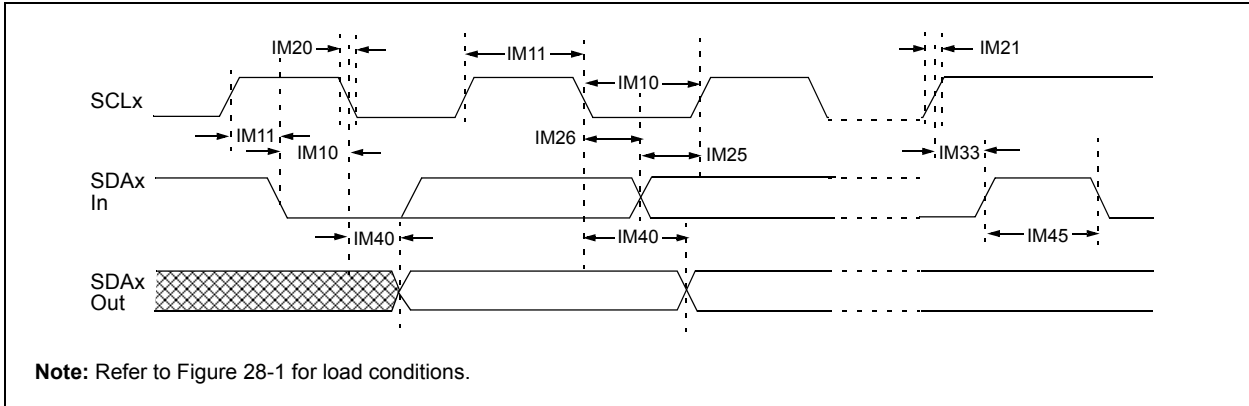 IM20
IM11
IM21
IM10
SCLx
IM11
IM26
IM10
IM25
IM33
SDAx
In
IM40
IM40
IM45
SDAx
Out
Note: Refer to Figure 28-1 for load conditions.